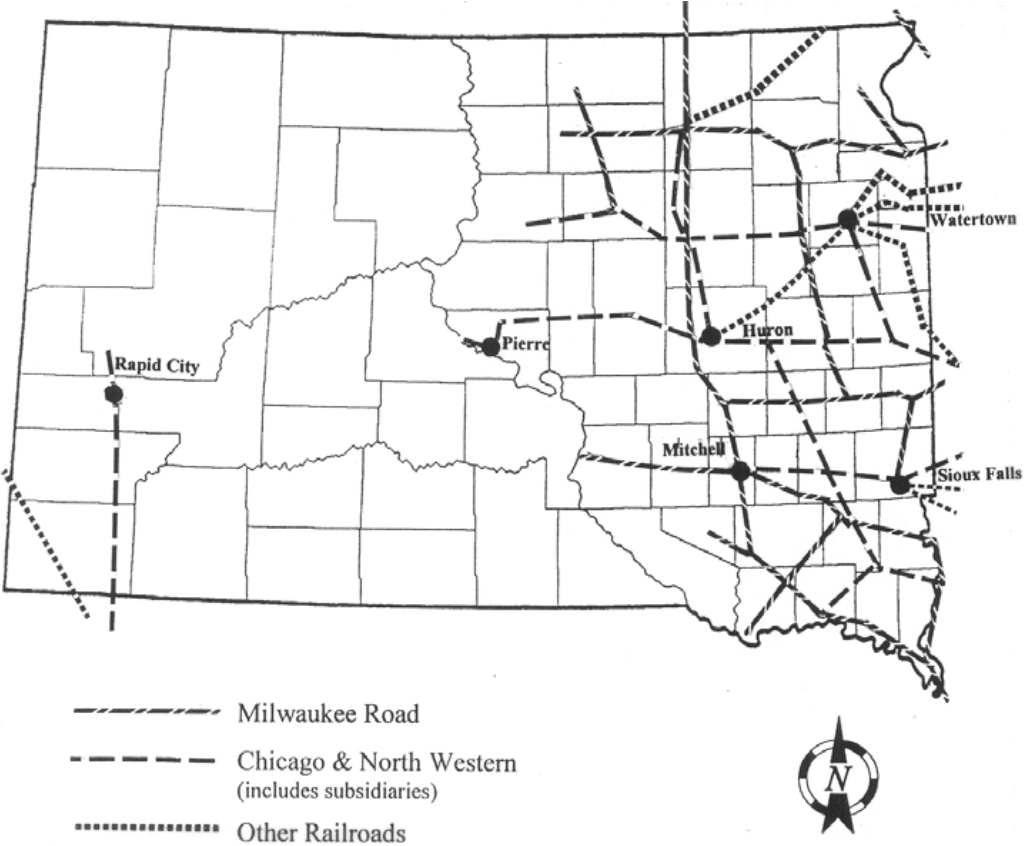 Watertown
Huron
Pierre
Rapid City
Mitchell
Sioux Falls
Milwaukee Road
Chicago & North Western
(includes subsidiaries)
Other Railroads
N